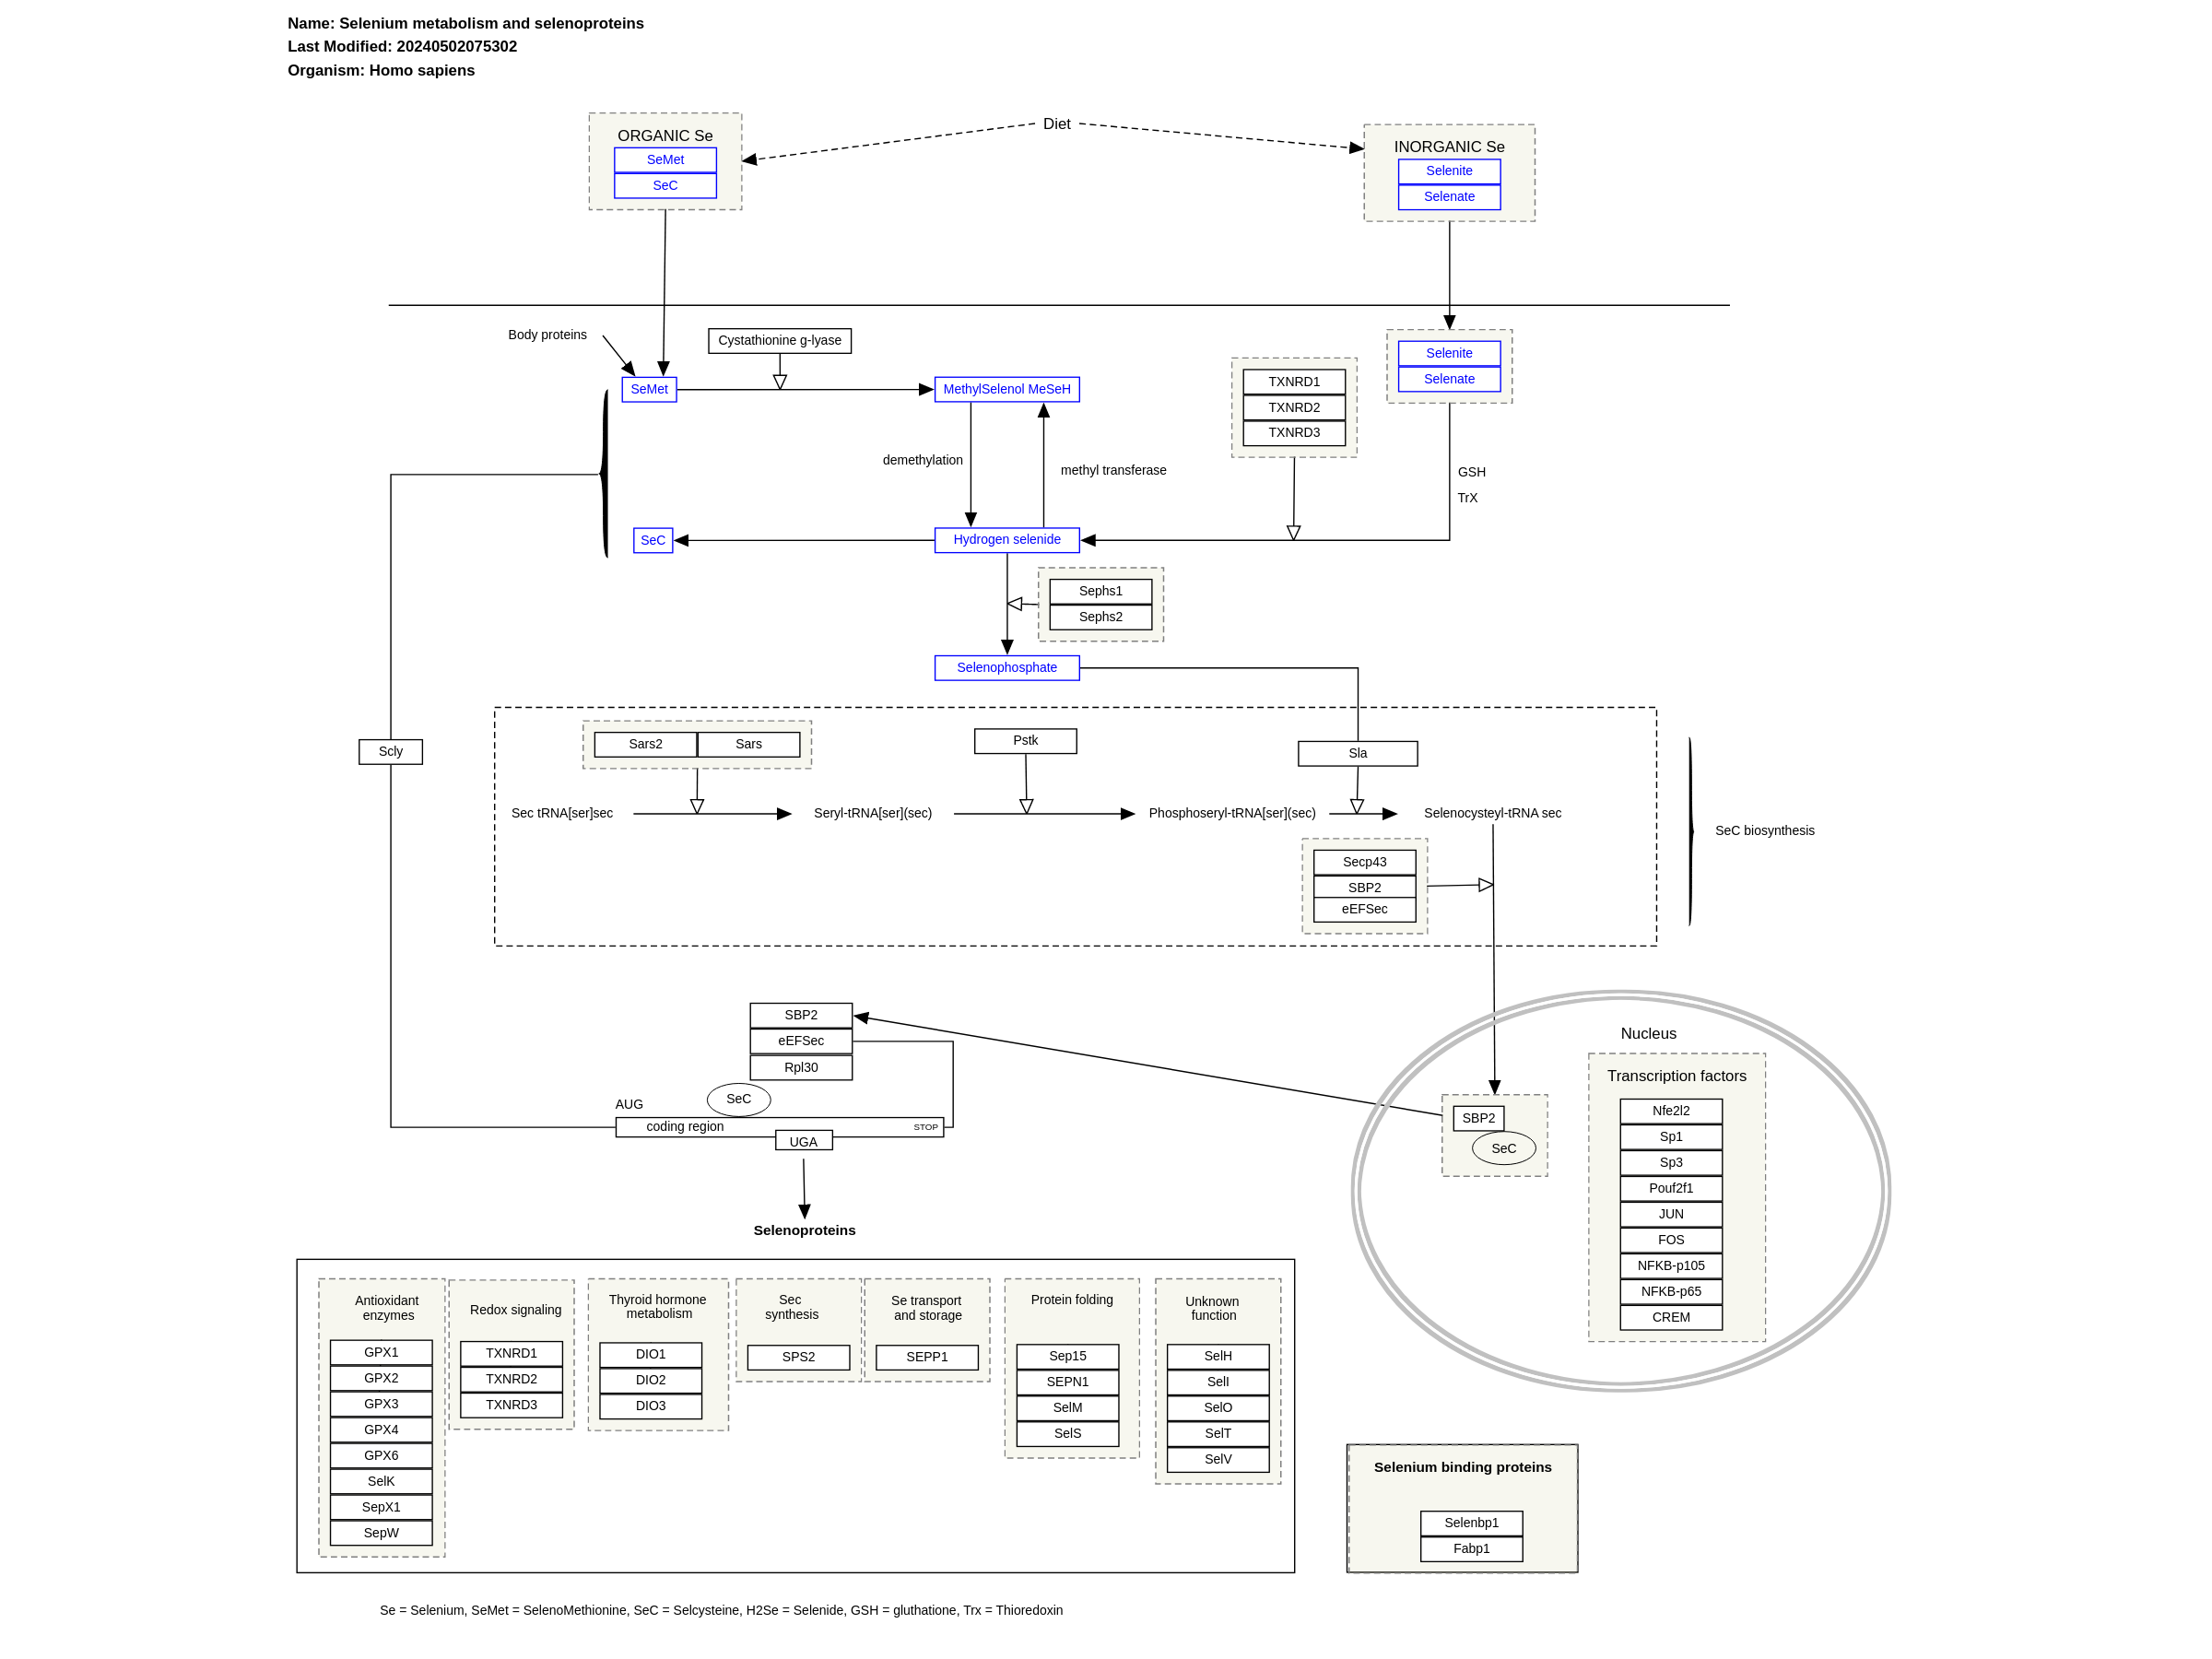 Name: Selenium metabolism and selenoproteins
Last Modified: 20240502075302
Organism: Homo sapiens
Diet
ORGANIC Se
SeMet
SeC
INORGANIC Se
Selenite
Selenate
Body proteins
Cystathionine g-lyase
SeMet
MethylSelenol MeSeH
TXNRD1
TXNRD2
TXNRD3
Selenite
Selenate
demethylation
methyl transferase
GSH
TrX
SeC
Hydrogen selenide
Sephs1
Sephs2
Selenophosphate
Scly
Sars2
Sars
Pstk
Sla
Sec tRNA[ser]sec
Seryl-tRNA[ser](sec)
Phosphoseryl-tRNA[ser](sec)
Selenocysteyl-tRNA sec
SeC biosynthesis
Secp43
SBP2
eEFSec
SBP2
eEFSec
Rpl30
SeC
AUG
coding region
STOP
UGA
Nucleus
SBP2
SeC
Transcription factors
Nfe2l2
Sp1
Sp3
Pouf2f1
JUN
FOS
NFKB-p105
NFKB-p65
CREM
Selenoproteins
Antioxidant
enzymes
GPX1
GPX2
GPX3
GPX4
GPX6
SelK
SepX1
SepW
Redox signaling
TXNRD1
TXNRD2
TXNRD3
Thyroid hormone
metabolism
DIO1
DIO2
DIO3
Sec
synthesis
SPS2
Se transport
and storage
SEPP1
Protein folding
Sep15
SEPN1
SelM
SelS
Unknown
function
SelH
SelI
SelO
SelT
SelV
Selenium binding proteins
Selenbp1
Fabp1
Se = Selenium, SeMet = SelenoMethionine, SeC = Selcysteine, H2Se = Selenide, GSH = gluthatione, Trx = Thioredoxin